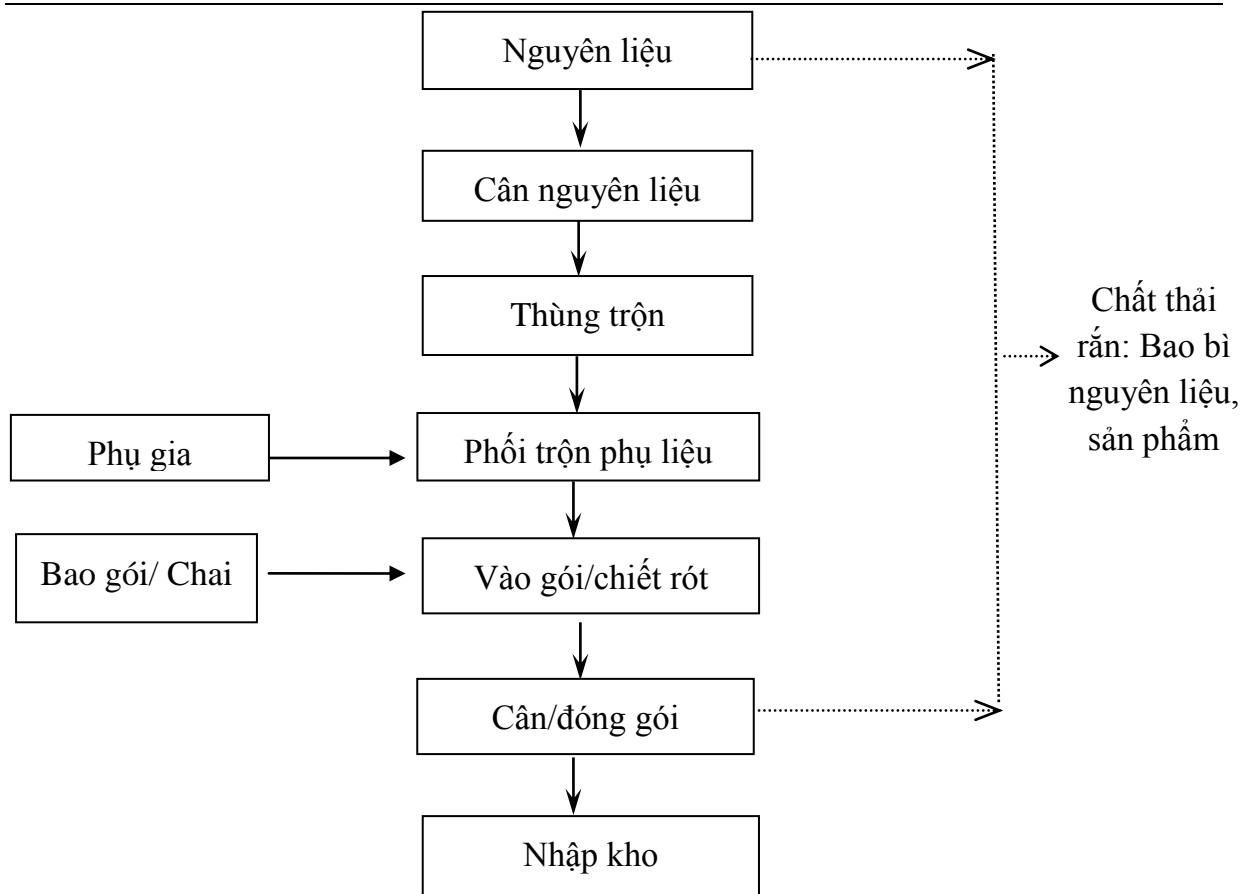 Nguyên liệu
Cân nguyên liệu
Thùng trộn
Phụ gia
Phối trộn phụ liệu
Bao gói/ Chai
Vào gói/chiết rót
Cân/đóng gói
Nhập kho
Chất thải
rắn: Bao bì
nguyên liệu,
sản phẩm